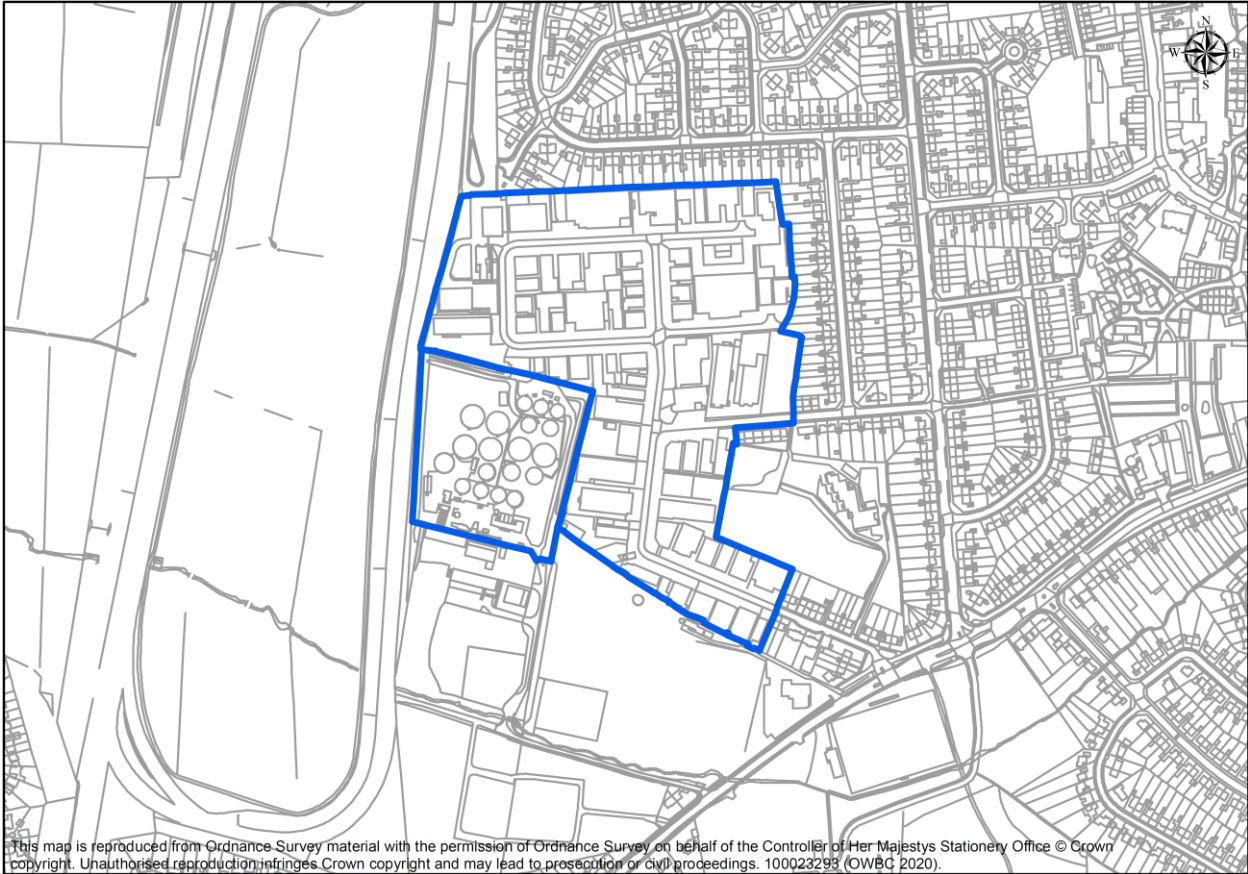 N
W E
S
This map is reproduced from Ordnance Survey material with the permission of Ordnance Survey on behalf of the Controller of Her Majestys Stationery Office © Crown
copyright. Unauthorised reproduction infringes Crown copyright and may lead to prosecution or civil proceedings. 100023293 (OWBC 2020).